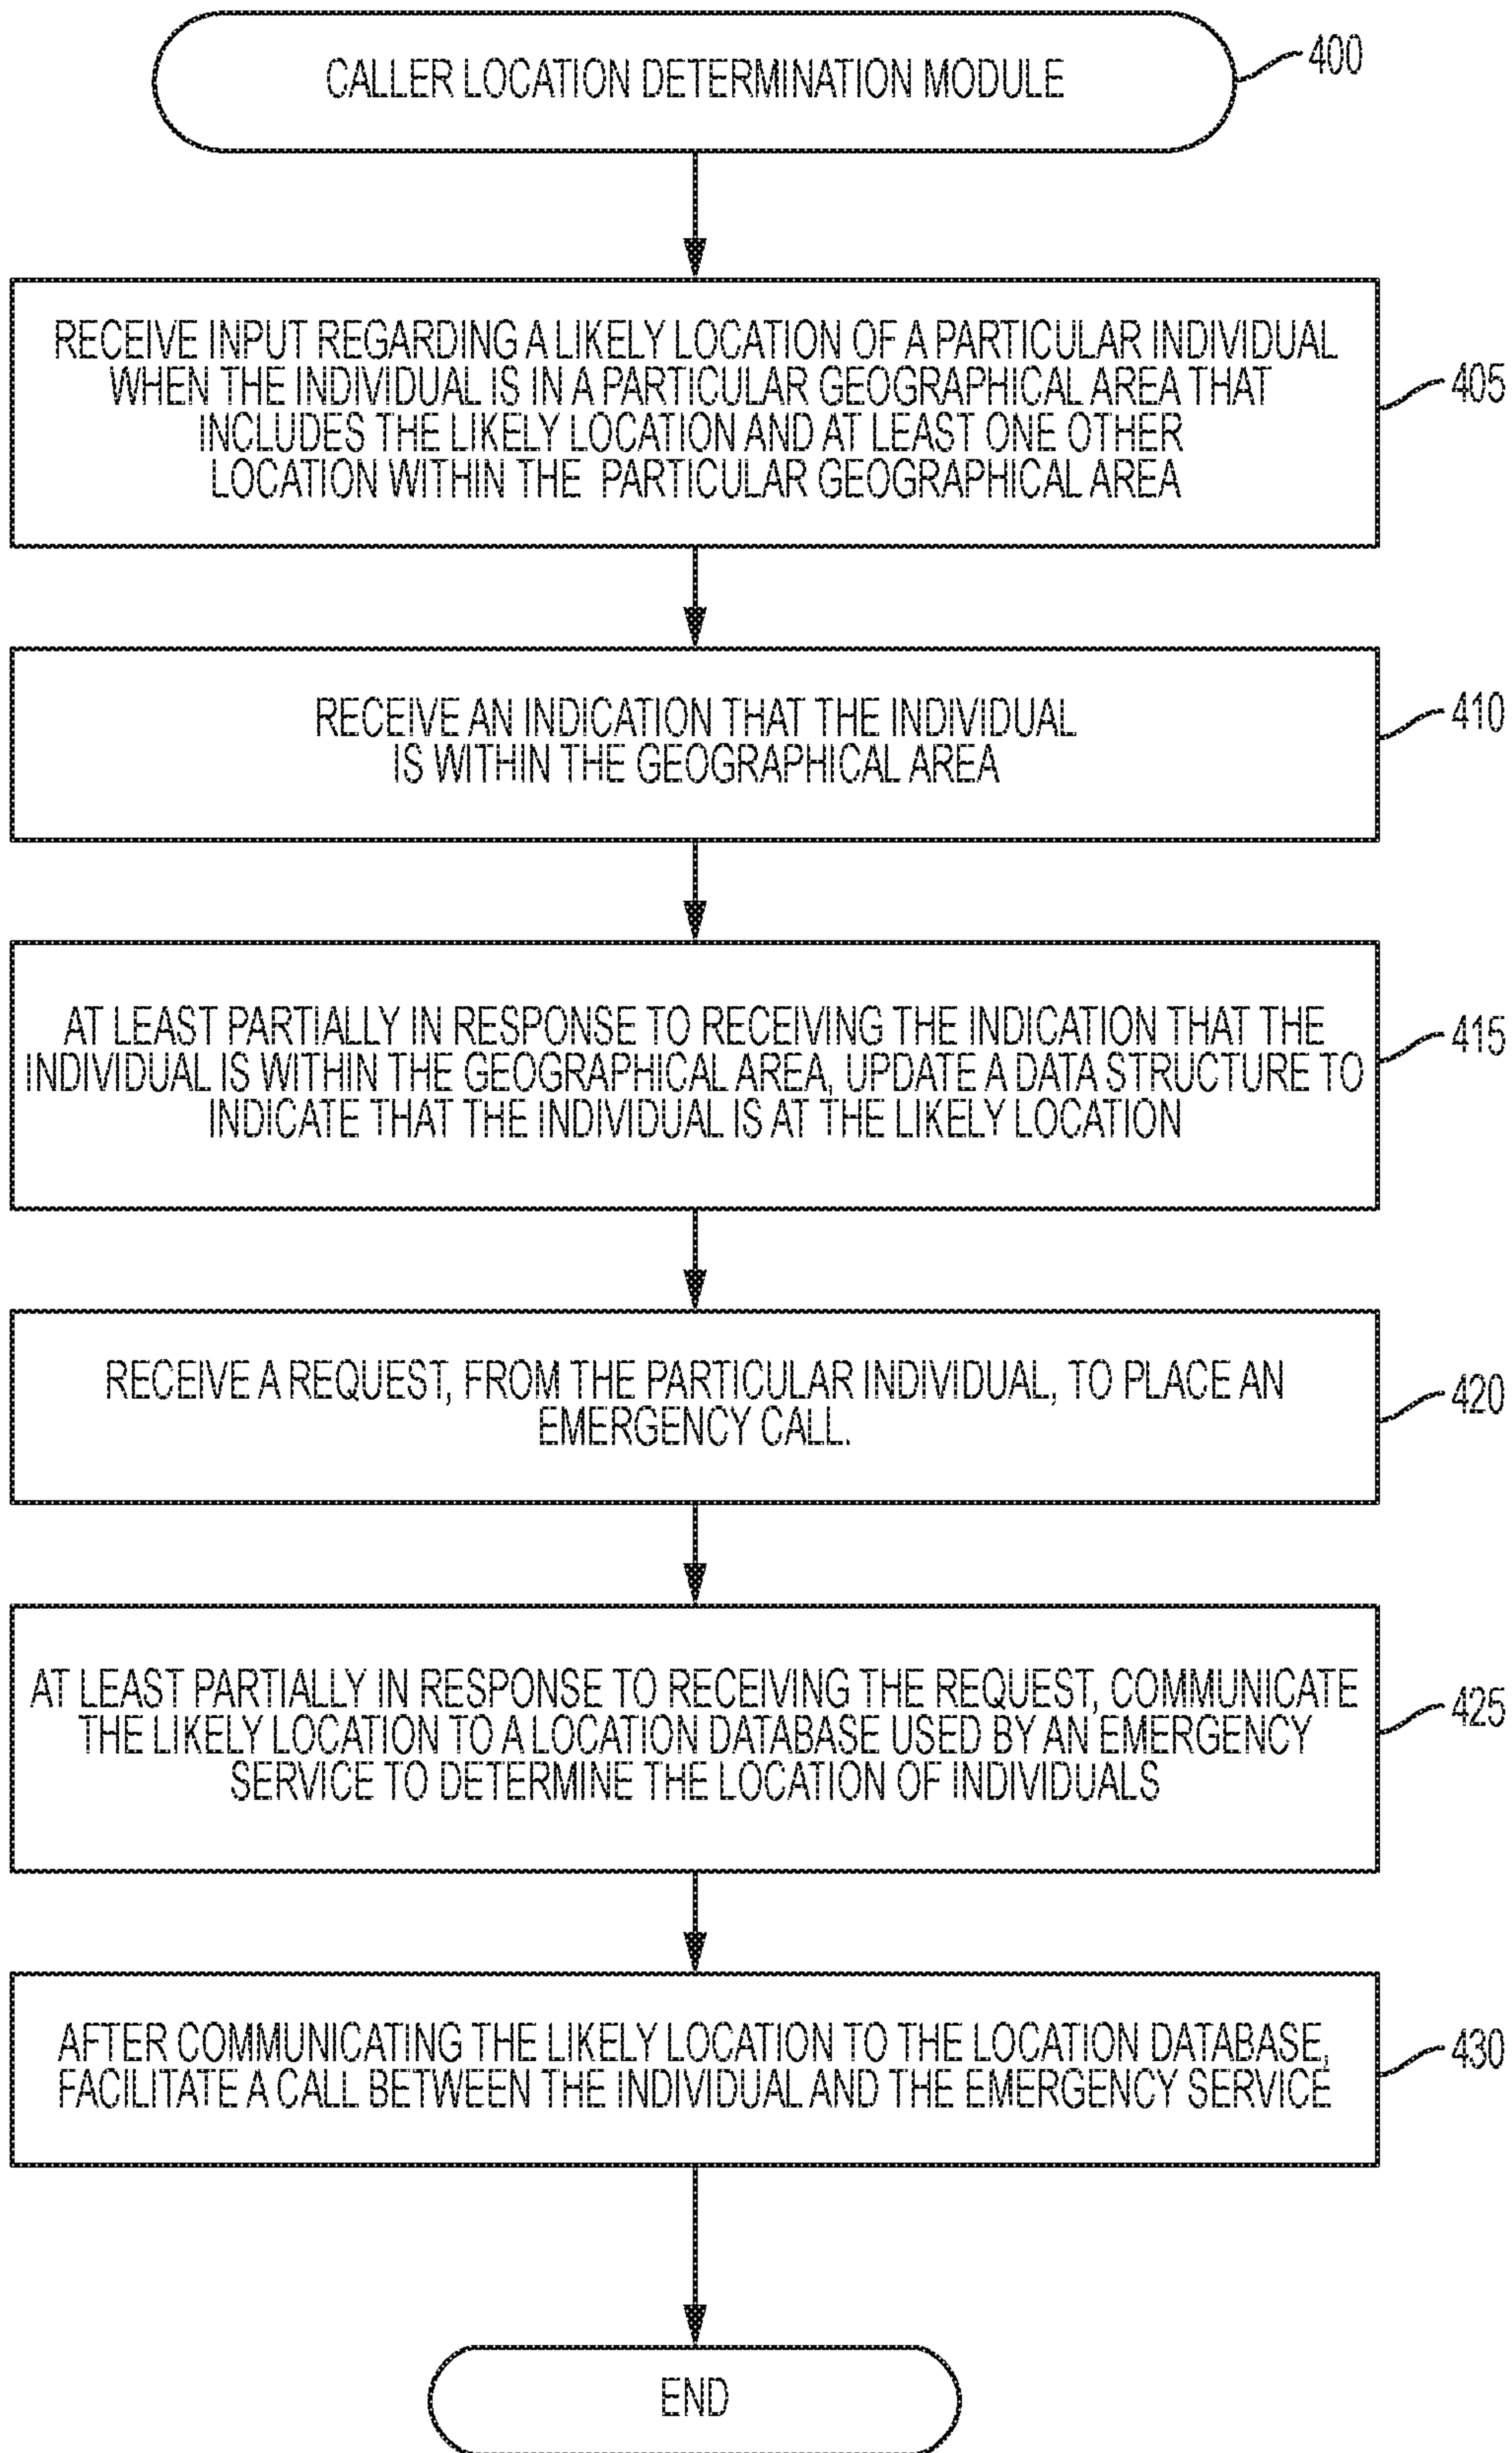 CALLER LOCATION DETERMINATION MODULE
400
RECEIVE INPUT REGARDING A LIKELY LOCATION OF A PARTICULAR INDIVIDUAL
WHEN THE INDIVIDUAL IS IN A PARTICULAR GEOGRAPHICAL AREA THAT
INCLUDES THE LIKELY LOCATION AND AT LEAST ONE OTHER
LOCATION WITHIN THE PARTICULAR GEOGRAPHICAL AREA
405
RECEIVE AN INDICATION THAT THE INDIVIDUAL
IS WITHIN THE GEOGRAPHICAL AREA
410
AT LEAST PARTIALLY IN RESPONSE TO RECEIVING THE INDICATION THAT THE
INDIVIDUAL IS WITHIN THE GEOGRAPHICAL AREA, UPDATE A DATA STRUCTURE TO
INDICATE THAT THE INDIVIDUAL IS AT THE LIKELY LOCATION
415
RECEIVE A REQUEST, FROM THE PARTICULAR INDIVIDUAL, TO PLACE AN
EMERGENCY CALL.
420
AT LEAST PARTIALLY IN RESPONSE TO RECEIVING THE REQUEST, COMMUNICATE
THE LIKELY LOCATION TO A LOCATION DATABASE USED BY AN EMERGENCY
SERVICE TO DETERMINE THE LOCATION OF INDIVIDUALS
425
AFTER COMMUNICATING THE LIKELY LOCATION TO THE LOCATION DATABASE,
FACILITATE A CALL BETWEEN THE INDIVIDUAL AND THE EMERGENCY SERVICE
430
END